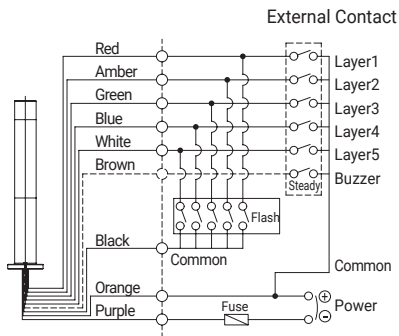 External Contact
Red
Layer1
Amber
Layer2
Green
Layer3
Blue
Layer4
White
Layer5
Brown
Buzzer
Steady
Flash
Black
Common
Common
Orange
Fuse
Power
Purple